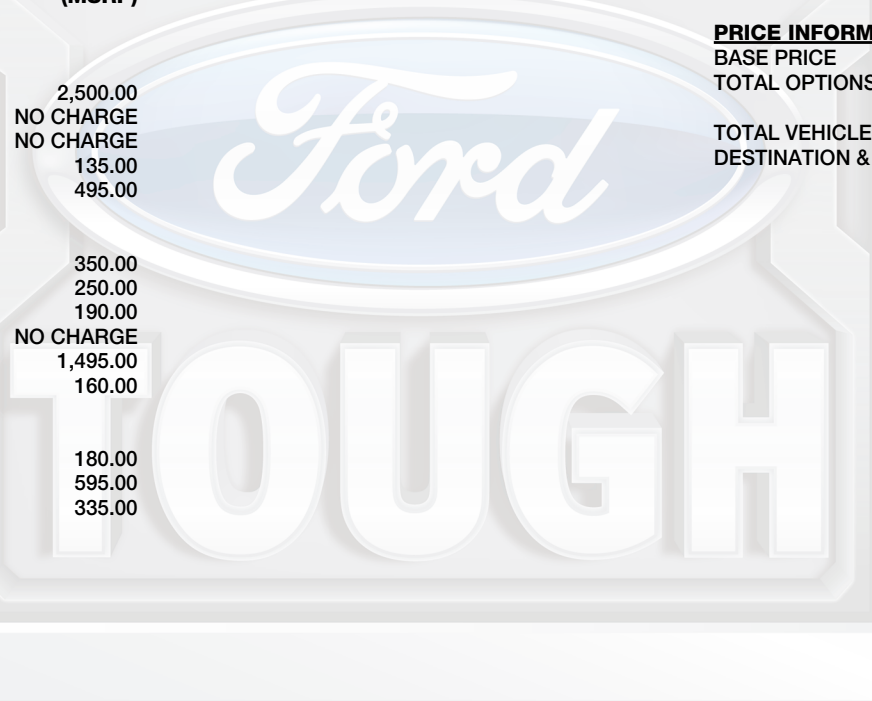 (MSRP)
2,500.00
NO CHARGE
NO CHARGE
135.00
495.00
350.00
250.00
190.00
NO CHARGE
1,495.00
160.00
180.00
595.00
335.00
PRICE INFORM
BASE PRICE
TOTAL OPTIONS
TOTAL VEHICLE
DESTINATION &
Ford
TOUGH